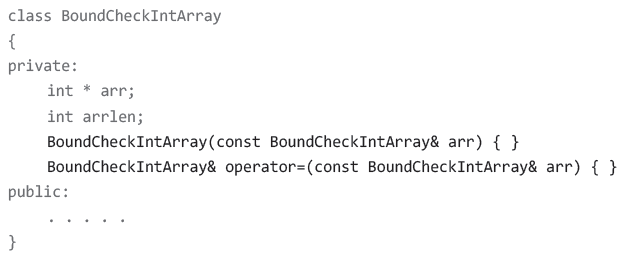 class BoundCheckIntArray
{
private:
    int * arr;
    int arrlen;
    BoundCheckIntArray(const BoundCheckIntArray& arr) { }
    BoundCheckIntArray& operator=(const BoundCheckIntArray& arr) { }
public:
    . . . . .
}